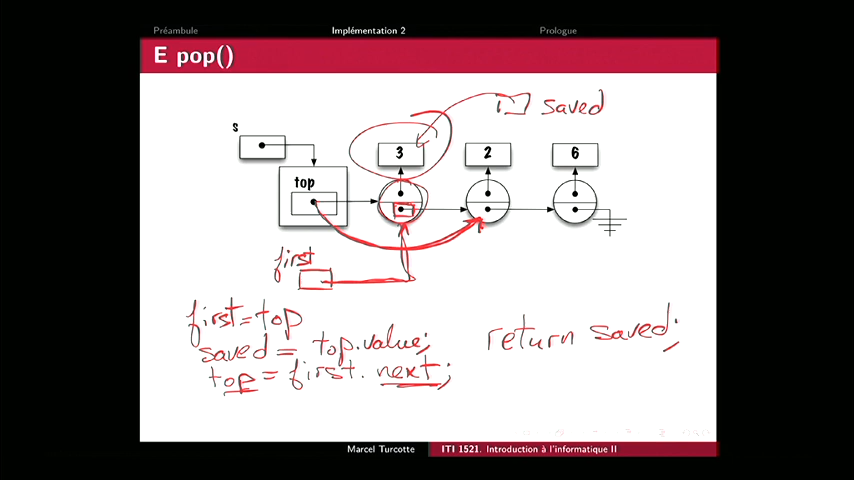 Préambule
Implémentation 2
Prologue
E pop()
saved
s
3
2
6
top
first
first=top
saved = top.value;
return saved;
top = first.next;
Marcel Turcotte
ITI 1521. Introduction à l'informatique II